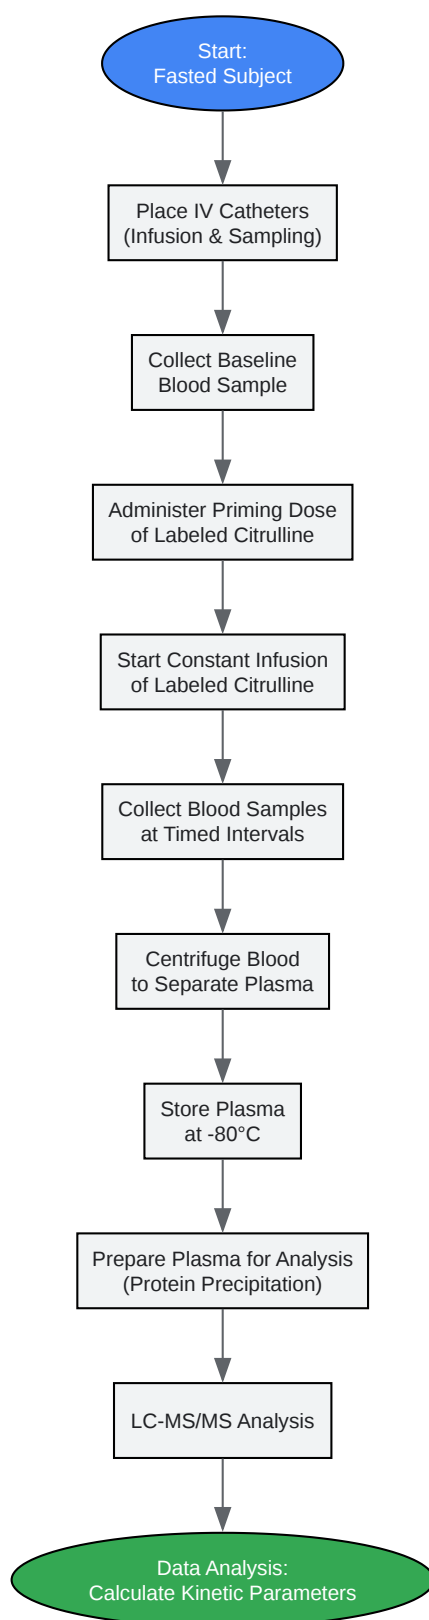 Start:
Fasted Subject
Place IV Catheters
(Infusion & Sampling)
Collect Baseline
Blood Sample
Administer Priming Dose
of Labeled Citrulline
Start Constant Infusion
of Labeled Citrulline
Collect Blood Samples
at Timed Intervals
Centrifuge Blood
to Separate Plasma
Store Plasma
at -80°C
Prepare Plasma for Analysis
(Protein Precipitation)
LC-MS/MS Analysis
Data Analysis:
Calculate Kinetic Parameters